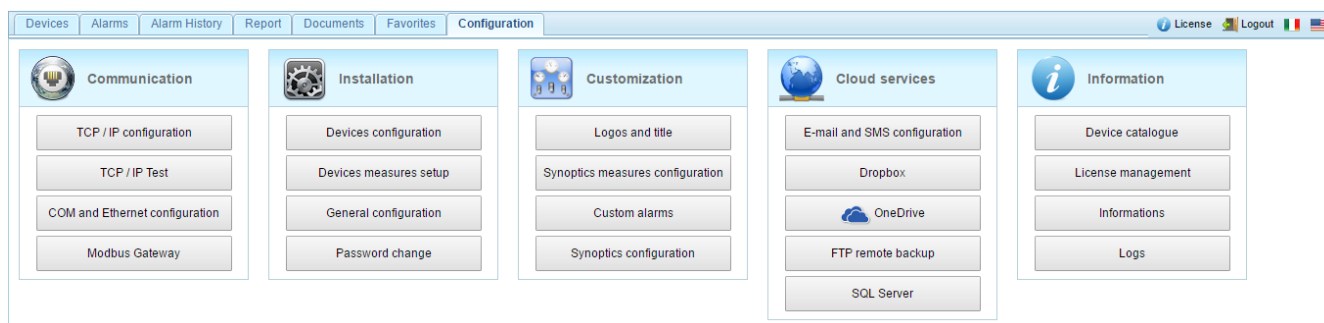 Devices Alarms Alarm History Report Documents Favorites Configuration License Logout
Communication
TCP / IP configuration
TCP / IP Test
COM and Ethernet configuration
Modbus Gateway
Installation
Devices configuration
Devices measures setup
General configuration
Password change
Customization
Logos and title
Synoptics measures configuration
Custom alarms
Synoptics configuration
Cloud services
E-mail and SMS configuration
Dropbox
OneDrive
FTP remote backup
SQL Server
Information
Device catalogue
License management
Informations
Logs